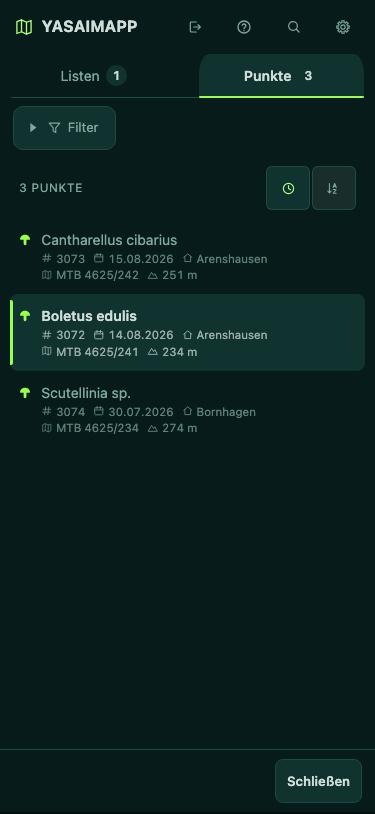 YASAIMAPP
Listen 1
Punkte 3
Filter
3 PUNKTE
Cantharellus cibarius
# 3073 15.08.2026 Arenshausen
MTB 4625/242 251 m
Boletus edulis
# 3072 14.08.2026 Arenshausen
MTB 4625/241 234 m
Scutellinia sp.
# 3074 30.07.2026 Bornhagen
MTB 4625/234 274 m
Schließen